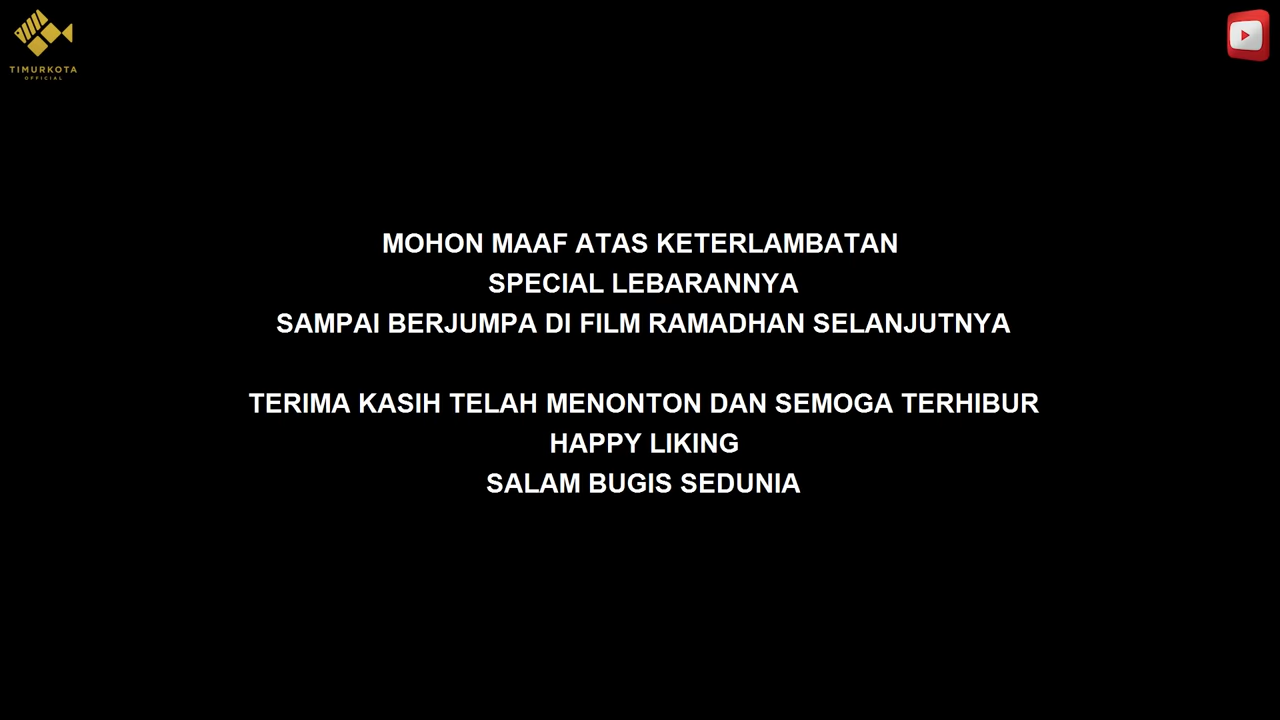 TIMURKOTA
OFFICIAL
MOHON MAAF ATAS KETERLAMBATAN
SPECIAL LEBARANNYA
SAMPAI BERJUMPA DI FILM RAMADHAN SELANJUTNYA
TERIMA KASIH TELAH MENONTON DAN SEMOGA TERHIBUR
HAPPY LIKING
SALAM BUGIS SEDUNIA